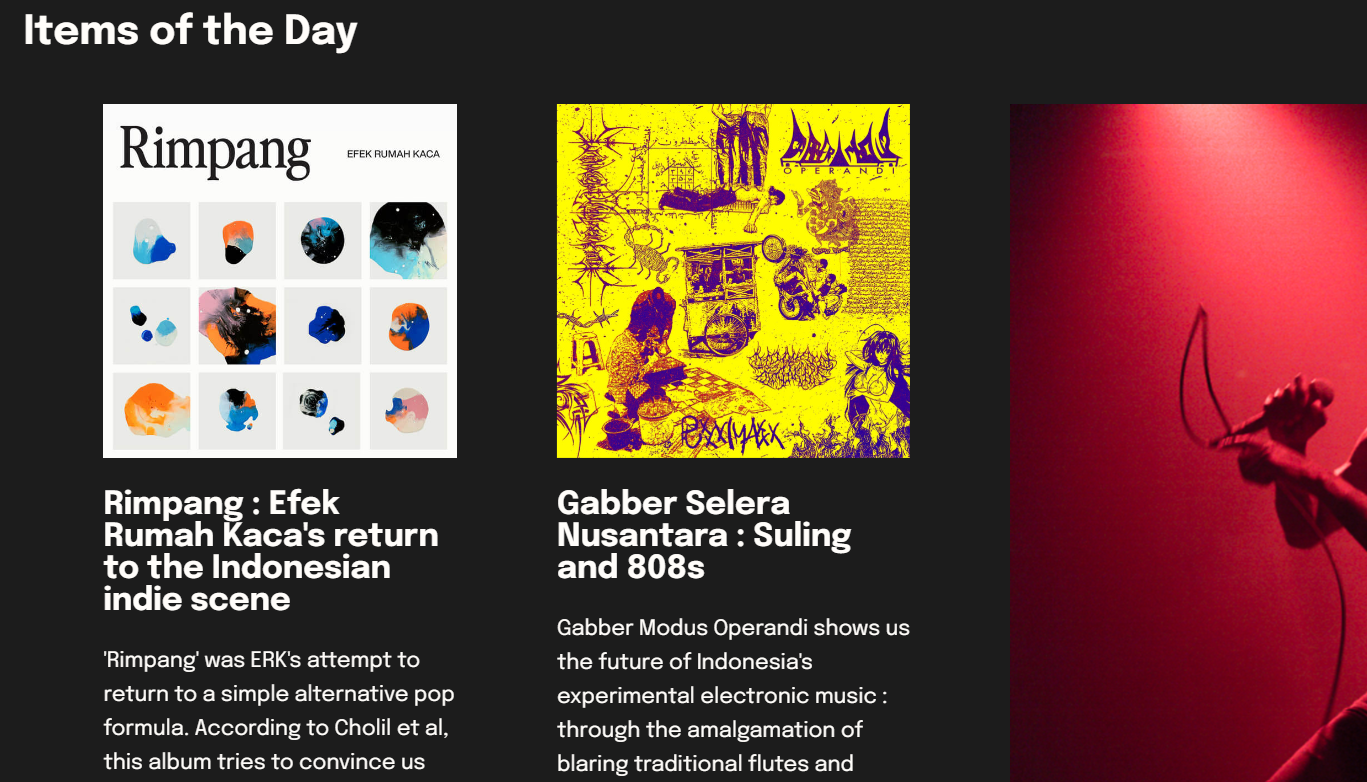 Items of the Day
Rimpang
EFEK RUMAH KACA
OPERANDI
PUXXXIMAXX
Rimpang : Efek
Rumah Kaca's return
to the Indonesian
indie scene
'Rimpang' was ERK's attempt to
return to a simple alternative pop
formula. According to Cholil et al,
this album tries to convince us
Gabber Selera
Nusantara : Suling
and 808s
Gabber Modus Operandi shows us
the future of Indonesia's
experimental electronic music :
through the amalgamation of
blaring traditional flutes and